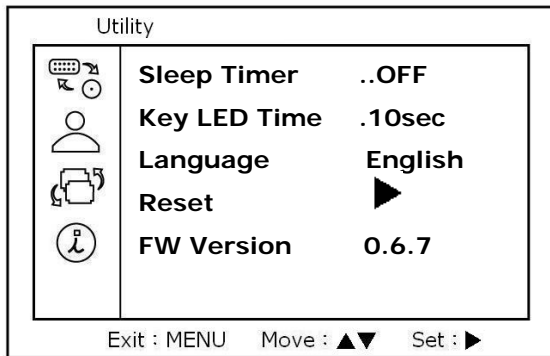 Utility
Sleep Timer ..OFF
Key LED Time .10sec
Language English
Reset ▶
FW Version 0.6.7
Exit : MENU Move : ▲▼ Set : ▶